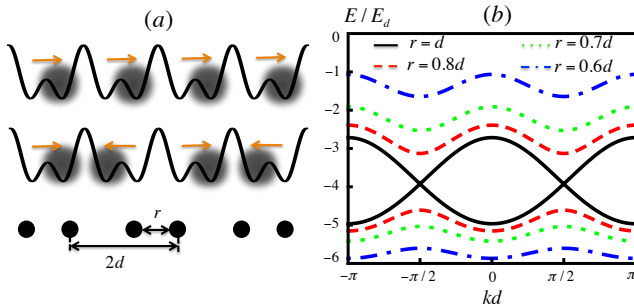 (a)
r
2d
E/E_d
(b)
r = d
r = 0.8d
r = 0.7d
r = 0.6d
0
−1
−2
−3
−4
−5
−6
−π
−π/2
0
π/2
π
kd